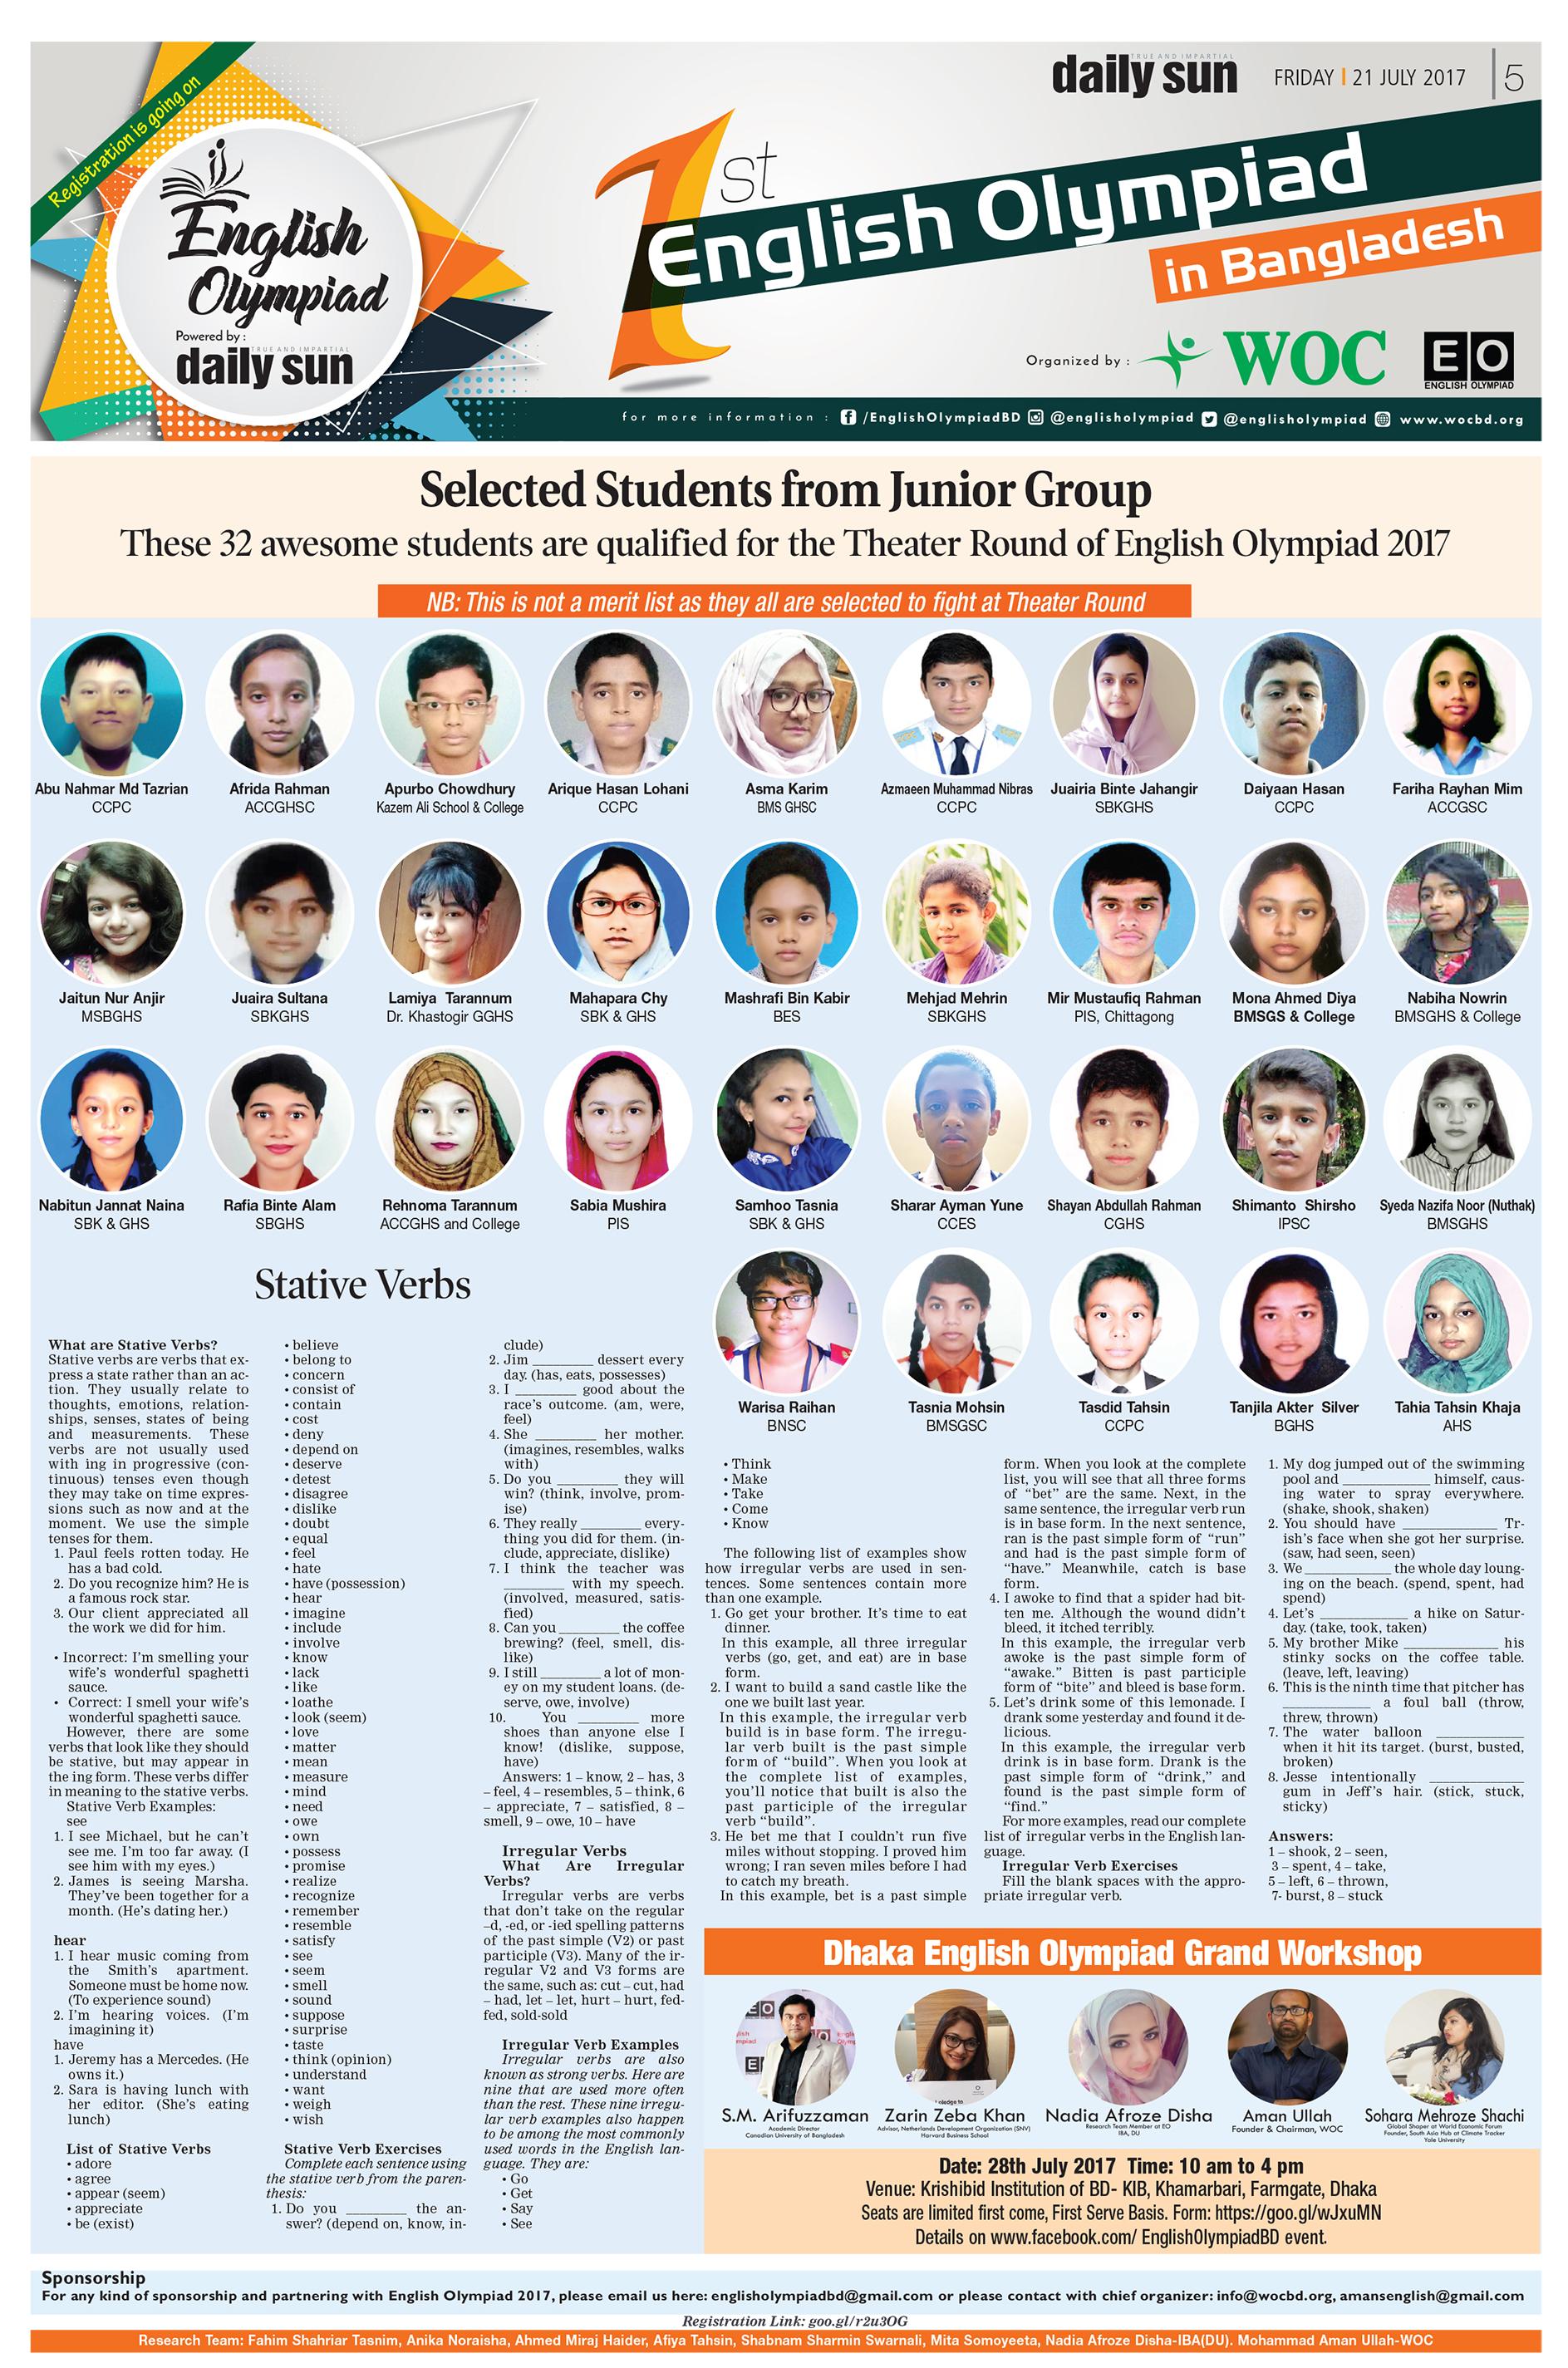 Registration is going on
English
Olympiad
Powered by :
TRUE AND IMPARTIAL
daily sun
TRUE AND IMPARTIAL
daily sun
FRIDAY | 21 JULY 2017 | 5
1st
English Olympiad
in Bangladesh
Organized by : WOC EO
ENGLISH OLYMPIAD
for more information : /EnglishOlympiadBD @englisholympiad @englisholympiad www.wocbd.org
Selected Students from Junior Group
These 32 awesome students are qualified for the Theater Round of English Olympiad 2017
NB: This is not a merit list as they all are selected to fight at Theater Round
Abu Nahmar Md Tazrian
CCPC
Afrida Rahman
ACCGHSC
Apurbo Chowdhury
Kazem Ali School & College
Arique Hasan Lohani
CCPC
Asma Karim
BMS GHSC
Azmaeen Muhammad Nibras
CCPC
Juairia Binte Jahangir
SBKGHS
Daiyaan Hasan
CCPC
Fariha Rayhan Mim
ACCGSC
Jaitun Nur Anjir
MSBGHS
Juaira Sultana
SBKGHS
Lamiya Tarannum
Dr. Khastogir GGHS
Mahapara Chy
SBK & GHS
Mashrafi Bin Kabir
BES
Mehjad Mehrin
SBKGHS
Mir Mustaufiq Rahman
PIS, Chittagong
Mona Ahmed Diya
BMSGS & College
Nabiha Nowrin
BMSGHS & College
Nabitun Jannat Naina
SBK & GHS
Rafia Binte Alam
SBGHS
Rehnoma Tarannum
ACCGHS and College
Sabia Mushira
PIS
Samhoo Tasnia
SBK & GHS
Sharar Ayman Yune
CCES
Shayan Abdullah Rahman
CGHS
Shimanto Shirsho
IPSC
Syeda Nazifa Noor (Nuthak)
BMSGHS
Warisa Raihan
BNSC
Tasnia Mohsin
BMSGSC
Tasdid Tahsin
CCPC
Tanjila Akter Silver
BGHS
Tahia Tahsin Khaja
AHS
Stative Verbs
What are Stative Verbs?
Stative verbs are verbs that ex-
press a state rather than an ac-
tion. They usually relate to
thoughts, emotions, relation-
ships, senses, states of being
and measurements. These
verbs are not usually used
with ing in progressive (con-
tinuous) tenses even though
they may take on time expres-
sions such as now and at the
moment. We use the simple
tenses for them.
1. Paul feels rotten today. He
has a bad cold.
2. Do you recognize him? He is
a famous rock star.
3. Our client appreciated all
the work we did for him.
• Incorrect: I'm smelling your
wife's wonderful spaghetti
sauce.
• Correct: I smell your wife's
wonderful spaghetti sauce.
However, there are some
verbs that look like they should
be stative, but may appear in
the ing form. These verbs differ
in meaning to the stative verbs.
Stative Verb Examples:
see
1. I see Michael, but he can't
see me. I'm too far away. (I
see him with my eyes.)
2. James is seeing Marsha.
They've been together for a
month. (He's dating her.)
hear
1. I hear music coming from
the Smith's apartment.
Someone must be home now.
(To experience sound)
2. I'm hearing voices. (I'm
imagining it)
have
1. Jeremy has a Mercedes. (He
owns it.)
2. Sara is having lunch with
her editor. (She's eating
lunch)
List of Stative Verbs
• adore
• agree
• appear (seem)
• appreciate
• be (exist)
• believe
• belong to
• concern
• consist of
• contain
• cost
• deny
• depend on
• deserve
• detest
• disagree
• dislike
• doubt
• equal
• feel
• hate
• have (possession)
• hear
• imagine
• include
• involve
• know
• lack
• like
• loathe
• look (seem)
• love
• matter
• mean
• measure
• mind
• need
• owe
• own
• possess
• promise
• realize
• recognize
• remember
• resemble
• satisfy
• see
• seem
• smell
• sound
• suppose
• surprise
• taste
• think (opinion)
• understand
• want
• weigh
• wish
Stative Verb Exercises
Complete each sentence using
the stative verb from the paren-
thesis:
1. Do you ________ the an-
swer? (depend on, know, in-
clude)
2. Jim ________ dessert every
day. (has, eats, possesses)
3. I ________ good about the
race's outcome. (am, were,
feel)
4. She ________ her mother.
(imagines, resembles, walks
with)
5. Do you ________ they will
win? (think, involve, prom-
ise)
6. They really ________ every-
thing you did for them. (in-
clude, appreciate, dislike)
7. I think the teacher was
________ with my speech.
(involved, measured, satis-
fied)
8. Can you ________ the coffee
brewing? (feel, smell, dis-
like)
9. I still ________ a lot of mon-
ey on my student loans. (de-
serve, owe, involve)
10. You ________ more
shoes than anyone else I
know! (dislike, suppose,
have)
Answers: 1 – know, 2 – has, 3
– feel, 4 – resembles, 5 – think, 6
– appreciate, 7 – satisfied, 8 –
smell, 9 – owe, 10 – have
Irregular Verbs
What Are Irregular
Verbs?
Irregular verbs are verbs
that don't take on the regular
–d, -ed, or -ied spelling patterns
of the past simple (V2) or past
participle (V3). Many of the ir-
regular V2 and V3 forms are
the same, such as: cut – cut, had
– had, let – let, hurt – hurt, fed-
fed, sold-sold
Irregular Verb Examples
Irregular verbs are also
known as strong verbs. Here are
nine that are used more often
than the rest. These nine irregu-
lar verb examples also happen
to be among the most commonly
used words in the English lan-
guage. They are:
• Go
• Get
• Say
• See
• Think
• Make
• Take
• Come
• Know
The following list of examples show
how irregular verbs are used in sen-
tences. Some sentences contain more
than one example.
1. Go get your brother. It's time to eat
dinner.
In this example, all three irregular
verbs (go, get, and eat) are in base
form.
2. I want to build a sand castle like the
one we built last year.
In this example, the irregular verb
build is in base form. The irregu-
lar verb built is the past simple
form of "build". When you look at
the complete list of examples,
you'll notice that built is also the
past participle of the irregular
verb "build".
3. He bet me that I couldn't run five
miles without stopping. I proved him
wrong; I ran seven miles before I had
to catch my breath.
In this example, bet is a past simple
form. When you look at the complete
list, you will see that all three forms
of "bet" are the same. Next, in the
same sentence, the irregular verb run
is in base form. In the next sentence,
ran is the past simple form of "run"
and had is the past simple form of
"have." Meanwhile, catch is base
form.
4. I awoke to find that a spider had bit-
ten me. Although the wound didn't
bleed, it itched terribly.
In this example, the irregular verb
awoke is the past simple form of
"awake." Bitten is past participle
form of "bite" and bleed is base form.
5. Let's drink some of this lemonade. I
drank some yesterday and found it de-
licious.
In this example, the irregular verb
drink is in base form. Drank is the
past simple form of "drink," and
found is the past simple form of
"find."
For more examples, read our complete
list of irregular verbs in the English lan-
guage.
Irregular Verb Exercises
Fill the blank spaces with the appro-
priate irregular verb.
1. My dog jumped out of the swimming
pool and ____________ himself, caus-
ing water to spray everywhere.
(shake, shook, shaken)
2. You should have ____________ Tr-
ish's face when she got her surprise.
(saw, had seen, seen)
3. We ____________ the whole day loung-
ing on the beach. (spend, spent, had
spend)
4. Let's ____________ a hike on Satur-
day. (take, took, taken)
5. My brother Mike ____________ his
stinky socks on the coffee table.
(leave, left, leaving)
6. This is the ninth time that pitcher has
____________ a foul ball (throw,
threw, thrown)
7. The water balloon ____________
when it hit its target. (burst, busted,
broken)
8. Jesse intentionally ____________
gum in Jeff's hair. (stick, stuck,
sticky)
Answers:
1 – shook, 2 – seen,
3 – spent, 4 – take,
5 – left, 6 – thrown,
7- burst, 8 – stuck
Dhaka English Olympiad Grand Workshop
S.M. Arifuzzaman
Academic Director
Canadian University of Bangladesh
Zarin Zeba Khan
Advisor, Netherlands Development Organization (SNV)
Harvard Business School
Nadia Afroze Disha
Research Team Member at EO
IBA, DU
Aman Ullah
Founder & Chairman, WOC
Sohara Mehroze Shachi
Global Shaper at World Economic Forum
Founder, South Asia Hub at Climate Tracker
Yale University
Date: 28th July 2017 Time: 10 am to 4 pm
Venue: Krishibid Institution of BD- KIB, Khamarbari, Farmgate, Dhaka
Seats are limited first come, First Serve Basis. Form: https://goo.gl/wJxuMN
Details on www.facebook.com/ EnglishOlympiadBD event.
Sponsorship
For any kind of sponsorship and partnering with English Olympiad 2017, please email us here: englisholympiadbd@gmail.com or please contact with chief organizer: info@wocbd.org, amansenglish@gmail.com
Registration Link: goo.gl/r2u3OG
Research Team: Fahim Shahriar Tasnim, Anika Noraisha, Ahmed Miraj Haider, Afiya Tahsin, Shabnam Sharmin Swarnali, Mita Somoyeeta, Nadia Afroze Disha-IBA(DU). Mohammad Aman Ullah-WOC